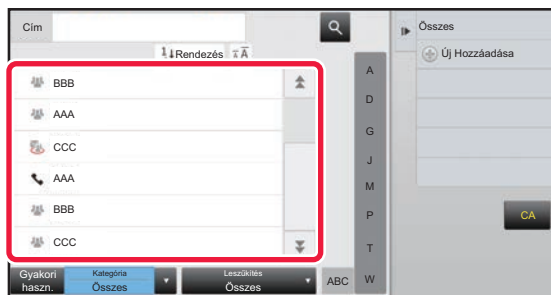 Cím
Összes
Rendezés
Új Hozzáadása
BBB
AAA
CCC
AAA
BBB
CCC
A
D
G
J
M
P
T
W
CA
Gyakori
haszn.
Kategória
Összes
Leszűkítés
Összes
ABC